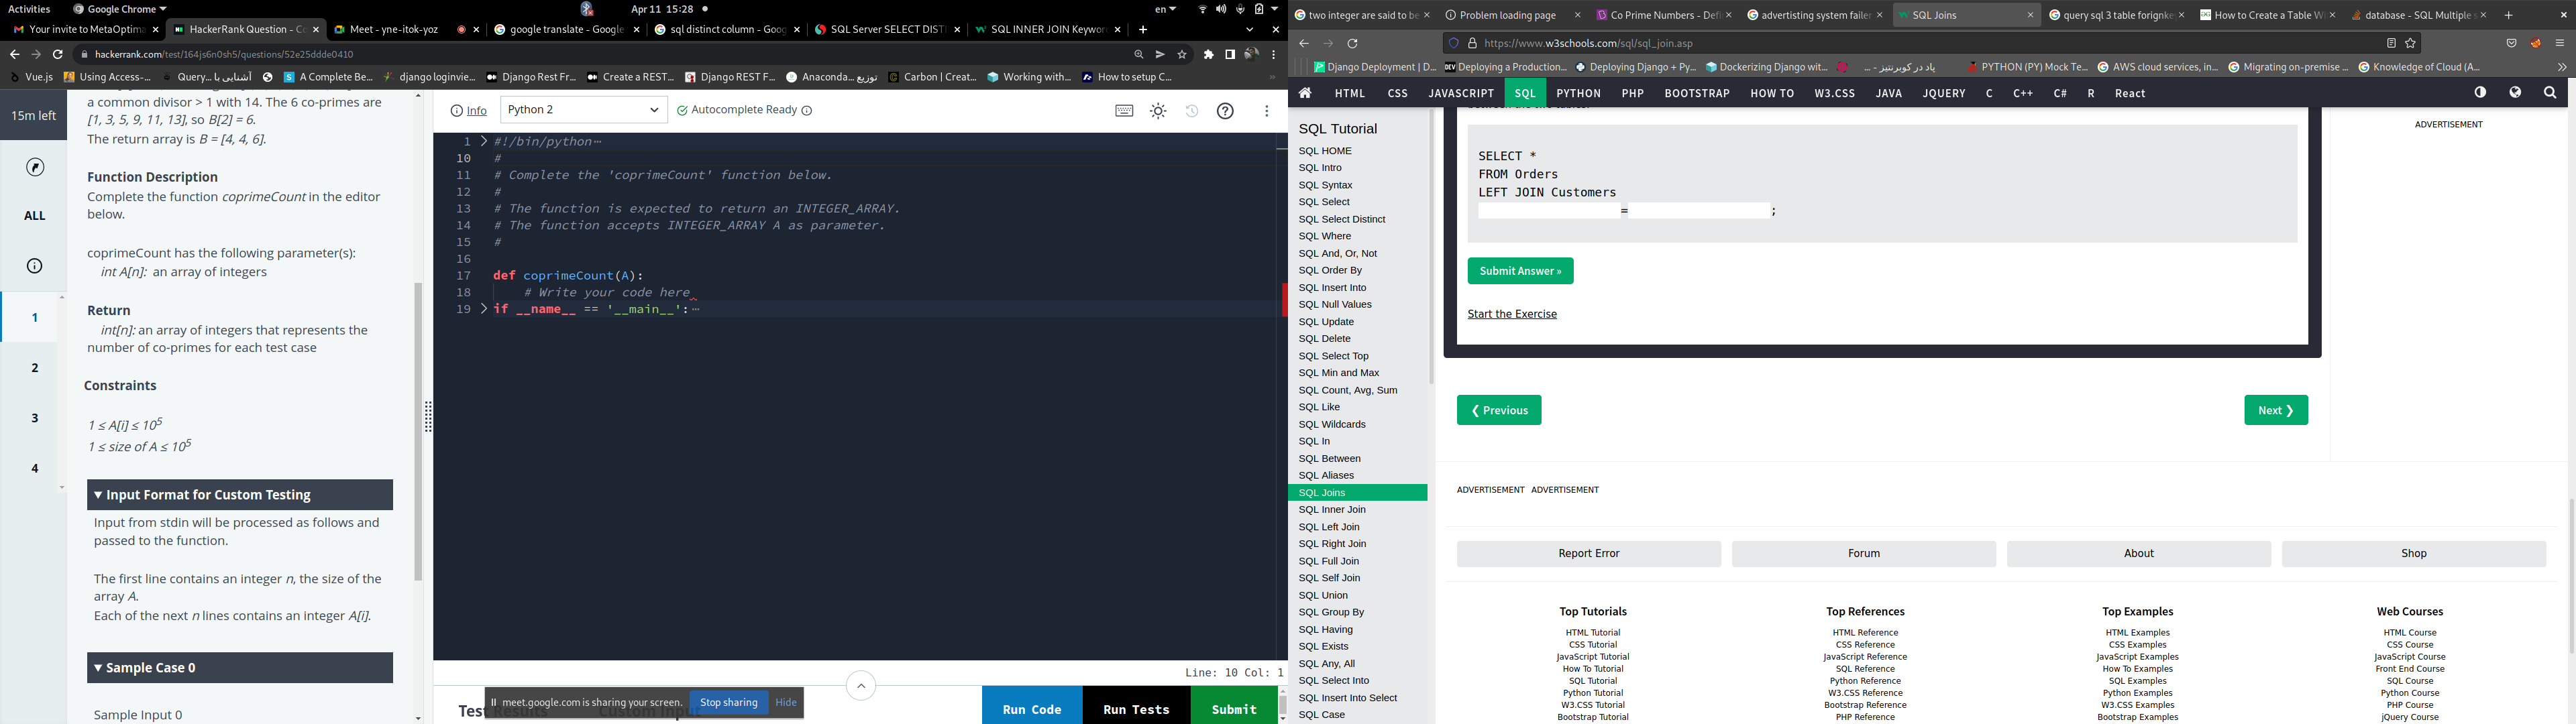 Activities
Google Chrome
Apr 11 15:28
en
Your invite to MetaOptima
HackerRank Question - Co
Meet - yne-itok-yoz
google translate - Google
sql distinct column - Goog
SQL Server SELECT DISTI
SQL INNER JOIN Keywor
hackerrank.com/test/164js6n0sh5/questions/52e25ddde0410
Vue.js
Using Access-...
Query... آشنایی با
A Complete Be...
django loginvie...
Django Rest Fr...
Create a REST...
Django REST F...
Anaconda... توزیع
Carbon | Creat...
Working with...
How to setup C...
15m left
ALL
1
2
3
4
a common divisor > 1 with 14. The 6 co-primes are
[1, 3, 5, 9, 11, 13], so B[2] = 6.
The return array is B = [4, 4, 6].
Function Description
Complete the function coprimeCount in the editor
below.
coprimeCount has the following parameter(s):
int A[n]: an array of integers
Return
int[n]: an array of integers that represents the
number of co-primes for each test case
Constraints
1 ≤ A[i] ≤ 10^5
1 ≤ size of A ≤ 10^5
Input Format for Custom Testing
Input from stdin will be processed as follows and
passed to the function.
The first line contains an integer n, the size of the
array A.
Each of the next n lines contains an integer A[i].
Sample Case 0
Sample Input 0
Info
Python 2
Autocomplete Ready
1 #!/bin/python
10 #
11 # Complete the 'coprimeCount' function below.
12 #
13 # The function is expected to return an INTEGER_ARRAY.
14 # The function accepts INTEGER_ARRAY A as parameter.
15 #
16
17 def coprimeCount(A):
18 # Write your code here
19 if __name__ == '__main__':
Line: 10 Col: 1
Test Results
Custom Input
meet.google.com is sharing your screen.
Stop sharing
Hide
Run Code
Run Tests
Submit
two integer are said to be
Problem loading page
Co Prime Numbers - Defi
advertisting system failer
SQL Joins
query sql 3 table forignke
How to Create a Table Wi
database - SQL Multiple s
https://www.w3schools.com/sql/sql_join.asp
Django Deployment | D...
Deploying a Production...
Deploying Django + Py...
Dockerizing Django wit...
پاد در کوبرنتیز - ...
PYTHON (PY) Mock Te...
AWS cloud services, in...
Migrating on-premise ...
Knowledge of Cloud (A...
HTML
CSS
JAVASCRIPT
SQL
PYTHON
PHP
BOOTSTRAP
HOW TO
W3.CSS
JAVA
JQUERY
C
C++
C#
R
React
SQL Tutorial
SQL HOME
SQL Intro
SQL Syntax
SQL Select
SQL Select Distinct
SQL Where
SQL And, Or, Not
SQL Order By
SQL Insert Into
SQL Null Values
SQL Update
SQL Delete
SQL Select Top
SQL Min and Max
SQL Count, Avg, Sum
SQL Like
SQL Wildcards
SQL In
SQL Between
SQL Aliases
SQL Joins
SQL Inner Join
SQL Left Join
SQL Right Join
SQL Full Join
SQL Self Join
SQL Union
SQL Group By
SQL Having
SQL Exists
SQL Any, All
SQL Select Into
SQL Insert Into Select
SQL Case
SELECT *
FROM Orders
LEFT JOIN Customers
= ;
Submit Answer »
Start the Exercise
❮ Previous
Next ❯
ADVERTISEMENT
ADVERTISEMENT ADVERTISEMENT
Report Error
Forum
About
Shop
Top Tutorials
HTML Tutorial
CSS Tutorial
JavaScript Tutorial
How To Tutorial
SQL Tutorial
Python Tutorial
W3.CSS Tutorial
Bootstrap Tutorial
Top References
HTML Reference
CSS Reference
JavaScript Reference
SQL Reference
Python Reference
W3.CSS Reference
Bootstrap Reference
PHP Reference
Top Examples
HTML Examples
CSS Examples
JavaScript Examples
How To Examples
SQL Examples
Python Examples
W3.CSS Examples
Bootstrap Examples
Web Courses
HTML Course
CSS Course
JavaScript Course
Front End Course
SQL Course
Python Course
PHP Course
jQuery Course